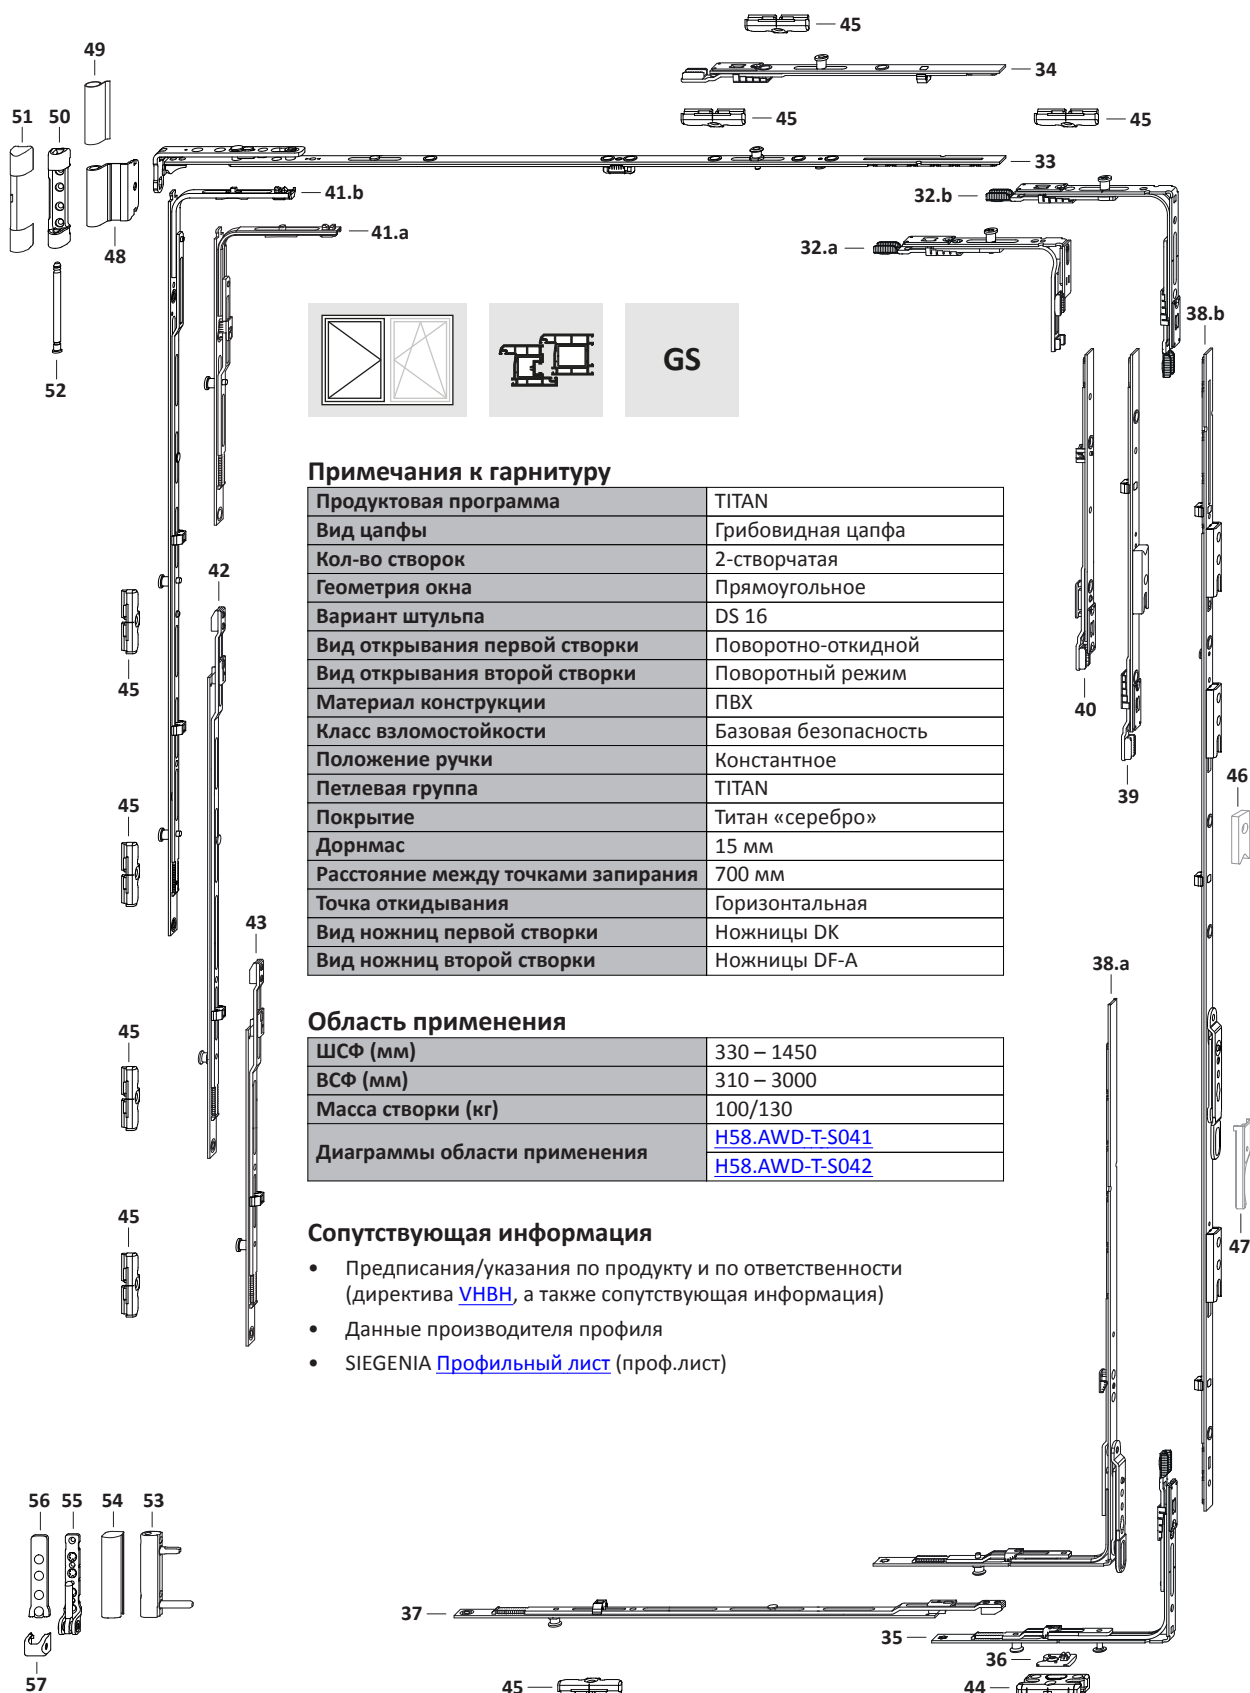 45
49
34
51 50
45
45
33
41.b
32.b
41.a
48
32.a
38.b
GS
52
Примечания к гарнитуру
Продуктовая программа TITAN
Вид цапфы Грибовидная цапфа
Кол-во створок 2-створчатая
Геометрия окна Прямоугольное
Вариант штульпа DS 16
Вид открывания первой створки Поворотно-откидной
Вид открывания второй створки Поворотный режим
Материал конструкции ПВХ
Класс взломостойкости Базовая безопасность
Положение ручки Константное
Петлевая группа TITAN
Покрытие Титан «серебро»
Дорнмас 15 мм
Расстояние между точками запирания 700 мм
Точка откидывания Горизонтальная
Вид ножниц первой створки Ножницы DK
Вид ножниц второй створки Ножницы DF-A
42
45
40
39
46
45
43
38.a
Область применения
ШСФ (мм) 330 – 1450
ВСФ (мм) 310 – 3000
Масса створки (кг) 100/130
Диаграммы области применения
H58.AWD-T-S041
H58.AWD-T-S042
45
45
47
Сопутствующая информация
• Предписания/указания по продукту и по ответственности
(директива VHBH, а также сопутствующая информация)
• Данные производителя профиля
• SIEGENIA Профильный лист (проф.лист)
56 55 54 53
37
35
36
57
45
44